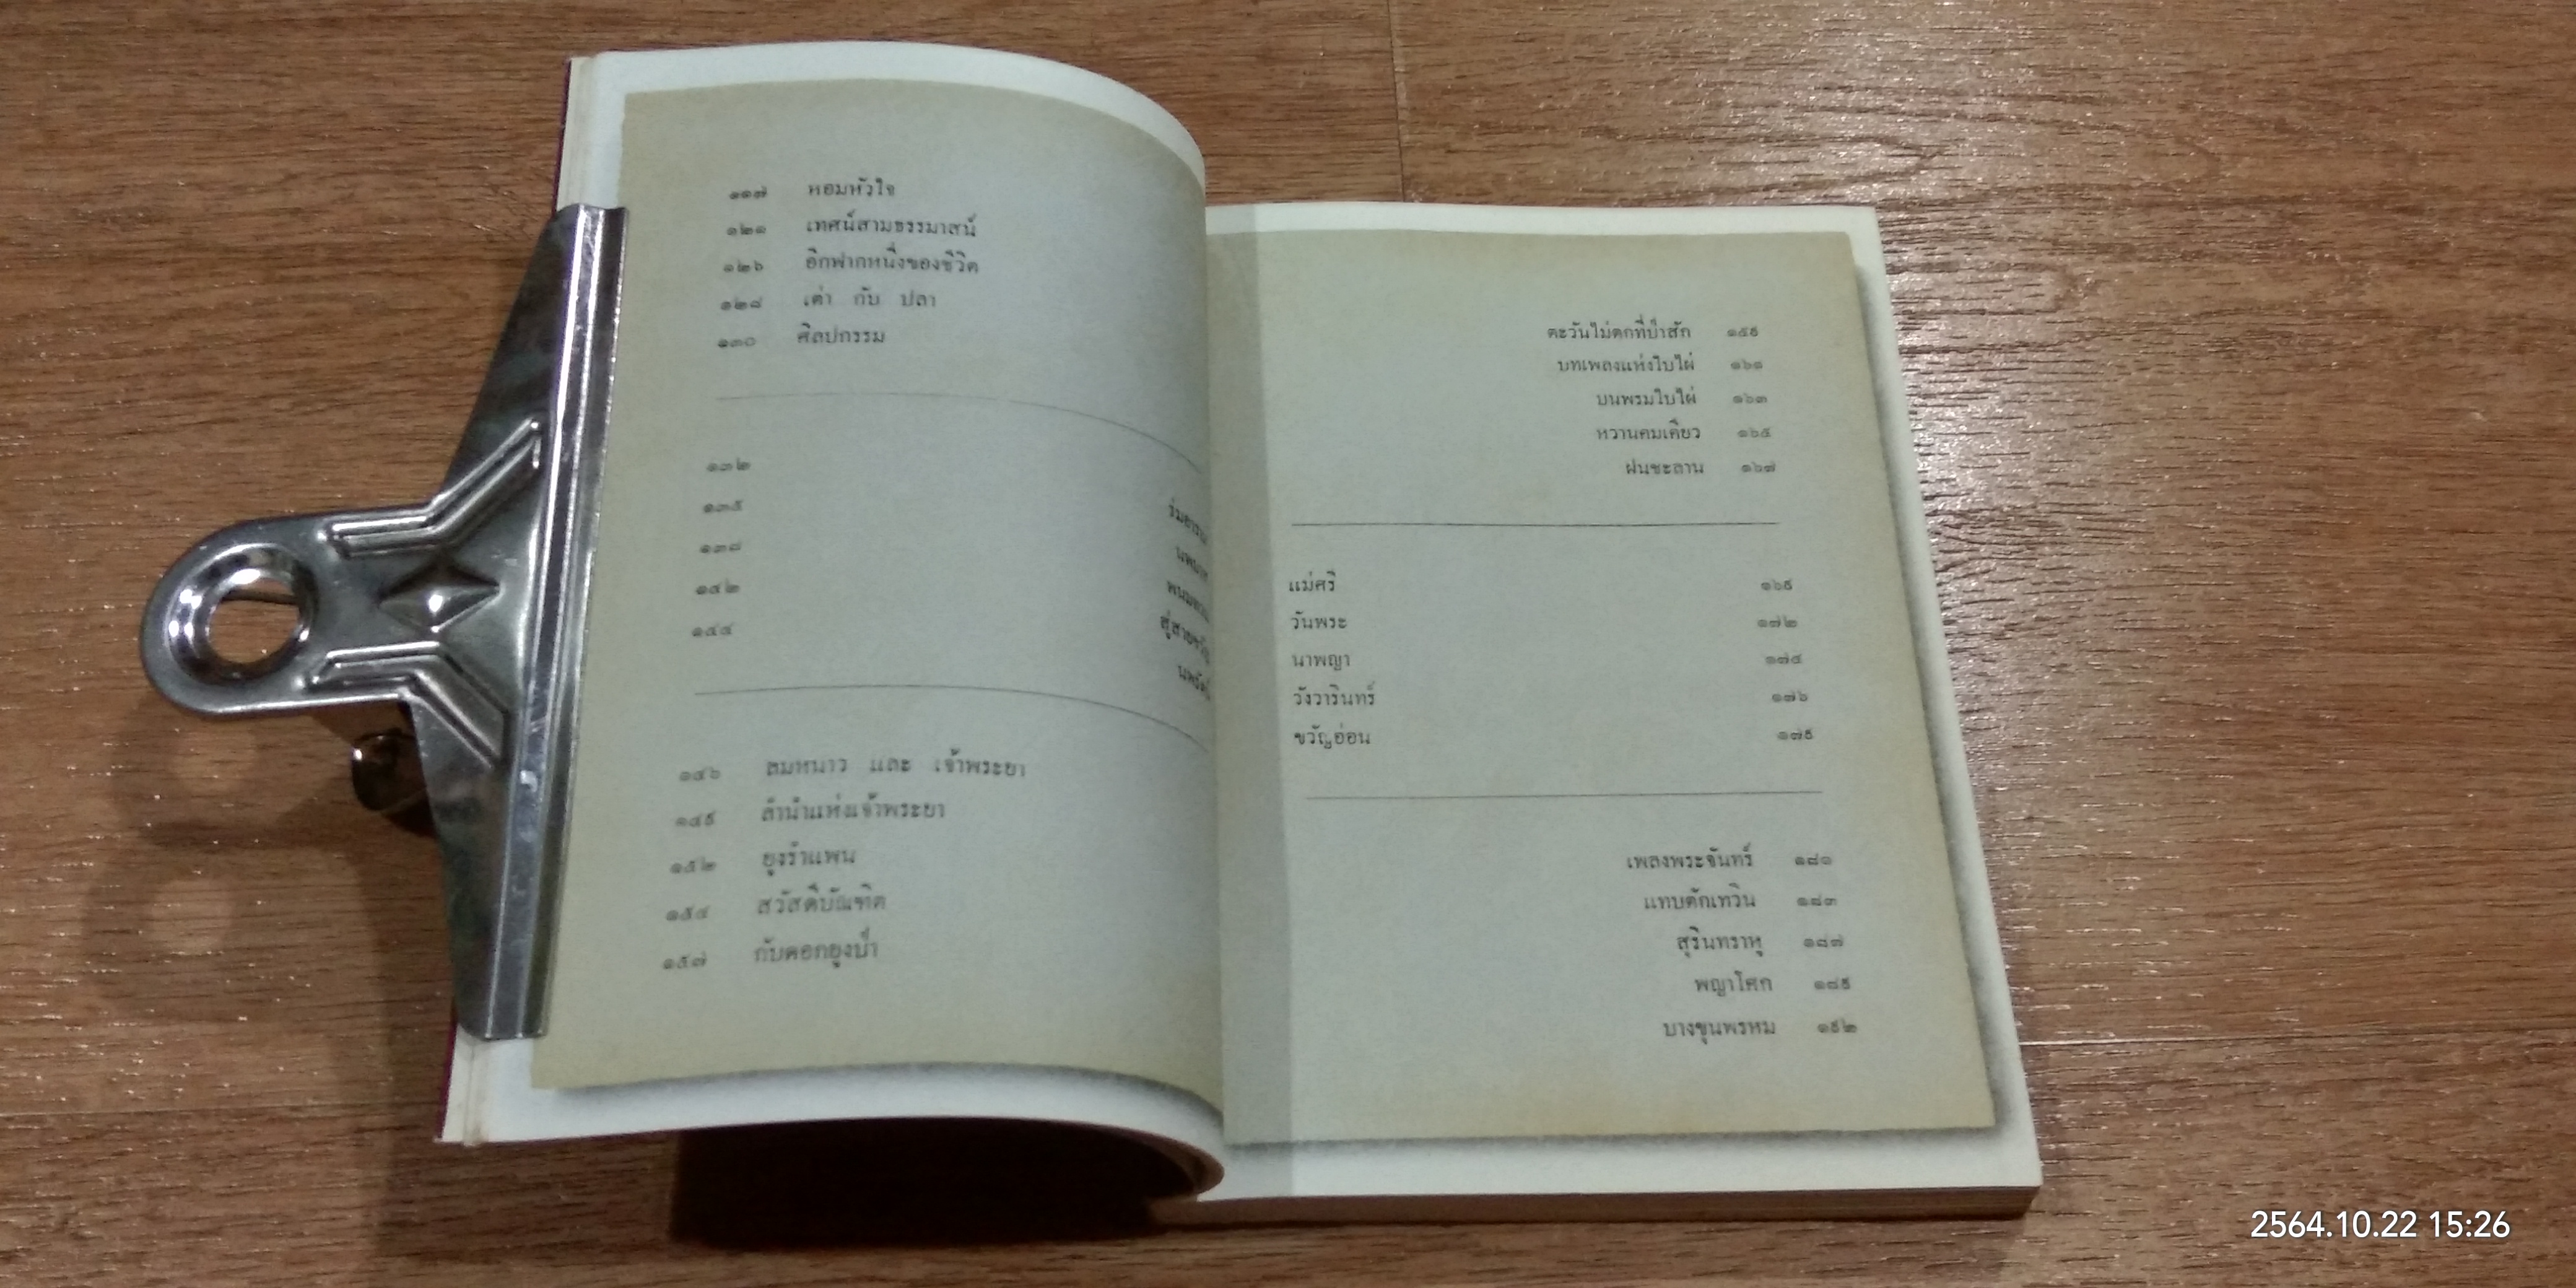 ๑๑๗ หอมหัวใจ
๑๒๑ เทศน์สามธรรมาสน์
๑๒๖ อีกฟากหนึ่งของชีวิต
๑๒๘ เต่า กับ ปลา
๑๓๐ ศิลปกรรม
๑๓๒
๑๓๕
๑๓๘
๑๔๒
๑๔๔
๑๔๖ ลมหนาว และ เจ้าพระยา
๑๔๙ ลำนำแห่งเจ้าพระยา
๑๕๒ ยูงรำแพน
๑๕๔ สวัสดีบัณฑิต
๑๕๗ กับดอกยูงป่า
ตะวันไม่ตกที่ป่าสัก ๑๕๙
บทเพลงแห่งใบไผ่ ๑๖๑
บนพรมใบไผ่ ๑๖๓
หวานคมเคียว ๑๖๕
ฝนชะลาน ๑๖๗
แม่ศรี ๑๖๙
วันพระ ๑๗๒
นาพญา ๑๗๔
วังวารินทร์ ๑๗๖
ขวัญอ่อน ๑๗๙
เพลงพระจันทร์ ๑๘๑
แทบตักเทวิน ๑๘๓
สุรินทราหู ๑๘๗
พญาโศก ๑๘๙
บางขุนพรหม ๑๙๒
2564.10.22 15:26